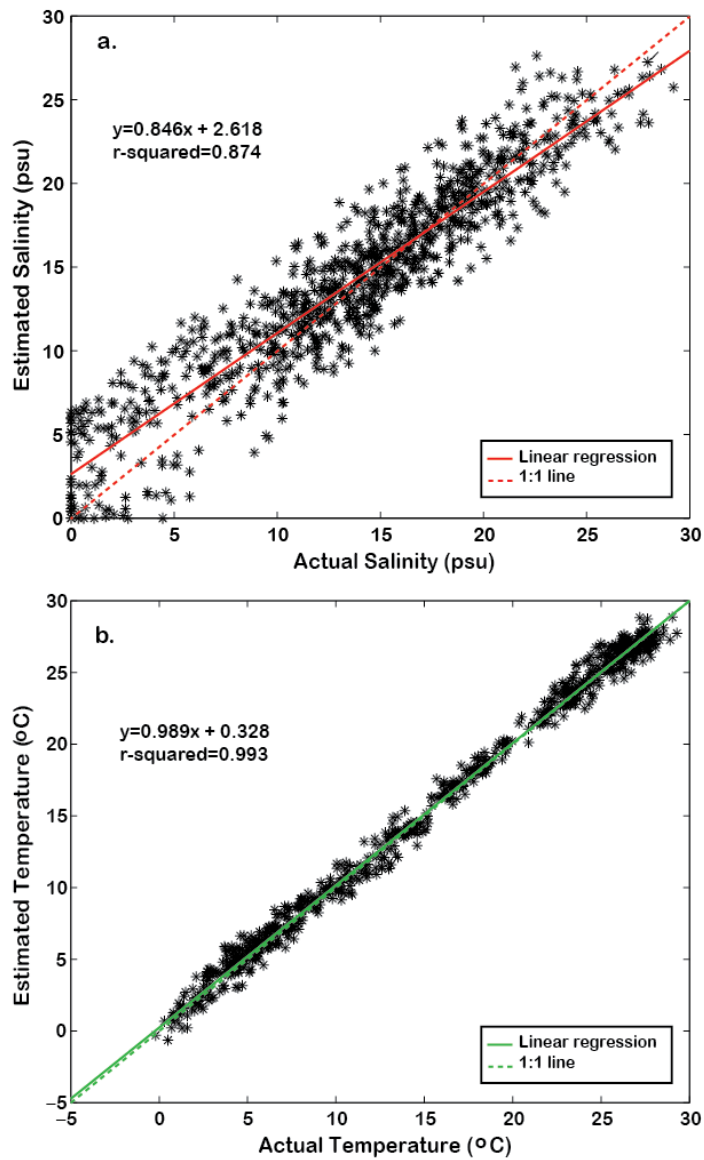 a.
y=0.846x + 2.618
r-squared=0.874
Estimated Salinity (psu)
30
25
20
15
10
5
0
Linear regression
1:1 line
0 5 10 15 20 25 30
Actual Salinity (psu)
b.
y=0.989x + 0.328
r-squared=0.993
Estimated Temperature (oC)
30
25
20
15
10
5
0
−5
Linear regression
1:1 line
−5 0 5 10 15 20 25 30
Actual Temperature (oC)